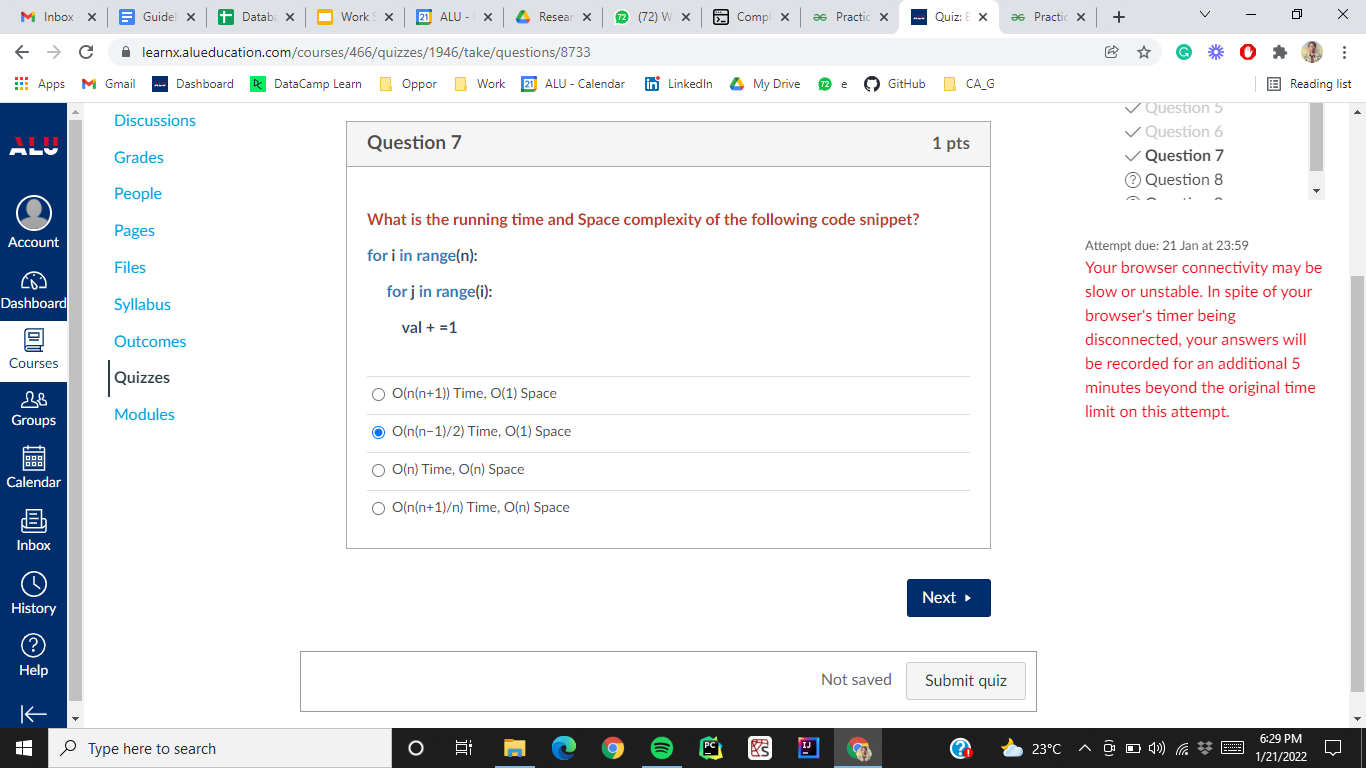 Inbox
Guide
Datab
Work S
ALU -
Resear
(72) W
Compl
Practic
Quiz: E
Practic
learnx.alueducation.com/courses/466/quizzes/1946/take/questions/8733
Apps
Gmail
Dashboard
DataCamp Learn
Oppor
Work
21
ALU - Calendar
LinkedIn
My Drive
72
e
GitHub
CA_G
Reading list
ALU
Account
Dashboard
Courses
Groups
Calendar
Inbox
History
Help
Discussions
Grades
People
Pages
Files
Syllabus
Outcomes
Quizzes
Modules
Question 7
1 pts
What is the running time and Space complexity of the following code snippet?
for i in range(n):
for j in range(i):
val + =1
O(n(n+1)) Time, O(1) Space
O(n(n−1)/2) Time, O(1) Space
O(n) Time, O(n) Space
O(n(n+1)/n) Time, O(n) Space
Next
Not saved
Submit quiz
Question 5
Question 6
Question 7
Question 8
Attempt due: 21 Jan at 23:59
Your browser connectivity may be
slow or unstable. In spite of your
browser's timer being
disconnected, your answers will
be recorded for an additional 5
minutes beyond the original time
limit on this attempt.
Type here to search
23°C
6:29 PM
1/21/2022